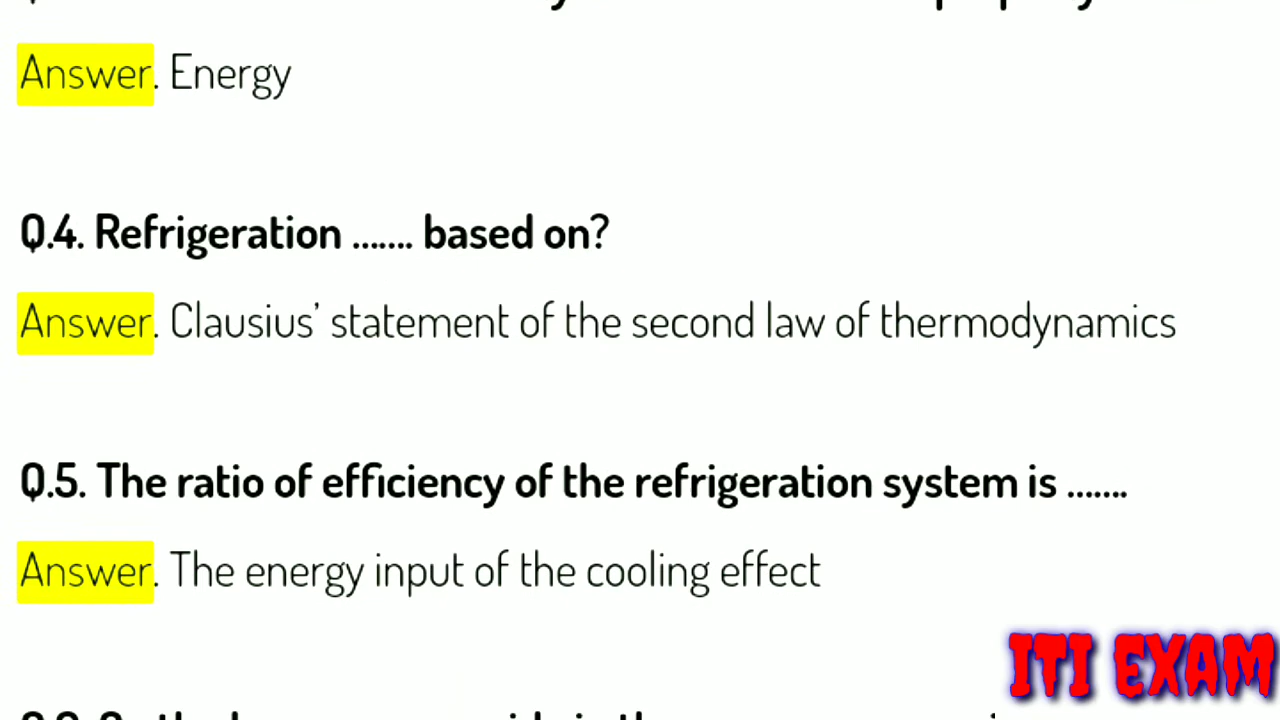 Answer. Energy
Q.4. Refrigeration ....... based on?
Answer. Clausius’ statement of the second law of thermodynamics
Q.5. The ratio of efficiency of the refrigeration system is .......
Answer. The energy input of the cooling effect
ITI EXAM